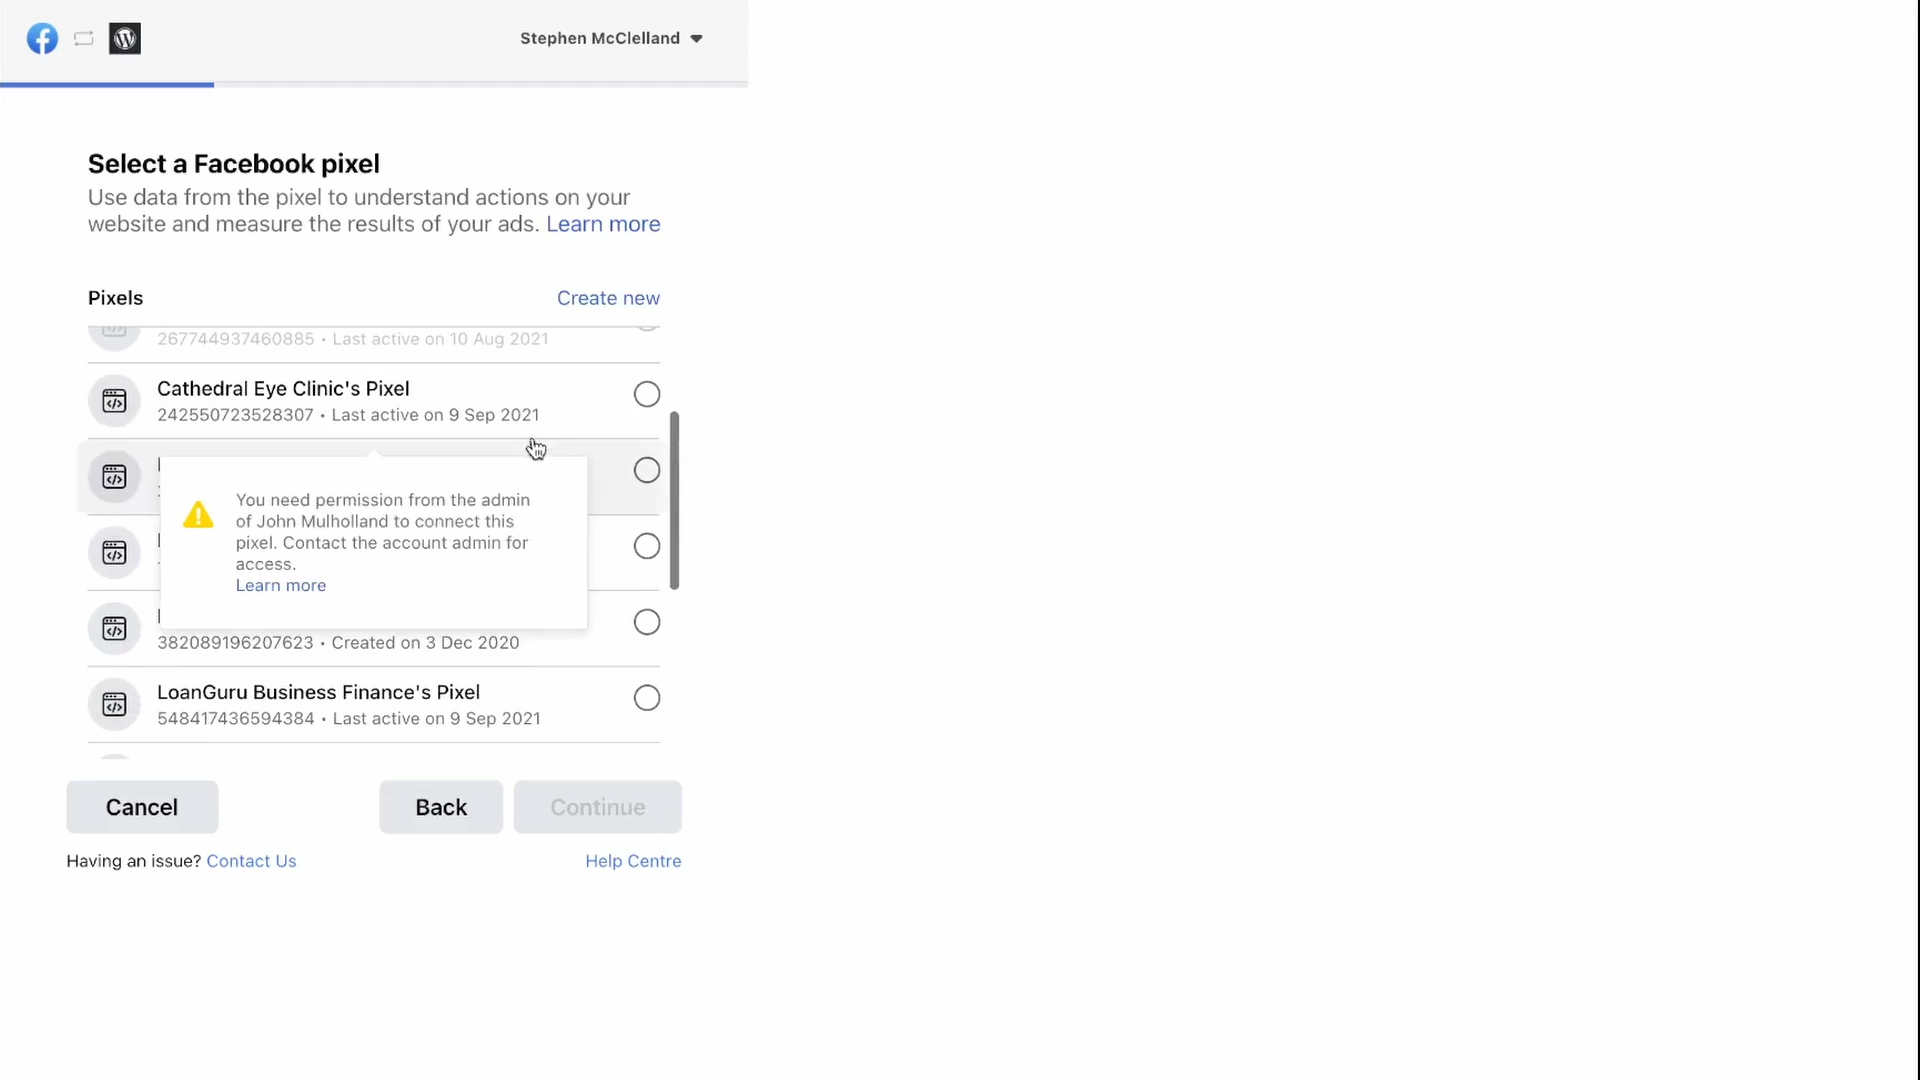 Stephen McClelland
Select a Facebook pixel
Use data from the pixel to understand actions on your
website and measure the results of your ads. Learn more
Pixels
Create new
267744937460885 • Last active on 10 Aug 2021
Cathedral Eye Clinic's Pixel
242550723528307 • Last active on 9 Sep 2021
You need permission from the admin
of John Mulholland to connect this
pixel. Contact the account admin for
access.
Learn more
382089196207623 • Created on 3 Dec 2020
LoanGuru Business Finance's Pixel
548417436594384 • Last active on 9 Sep 2021
Cancel
Back
Continue
Having an issue? Contact Us
Help Centre